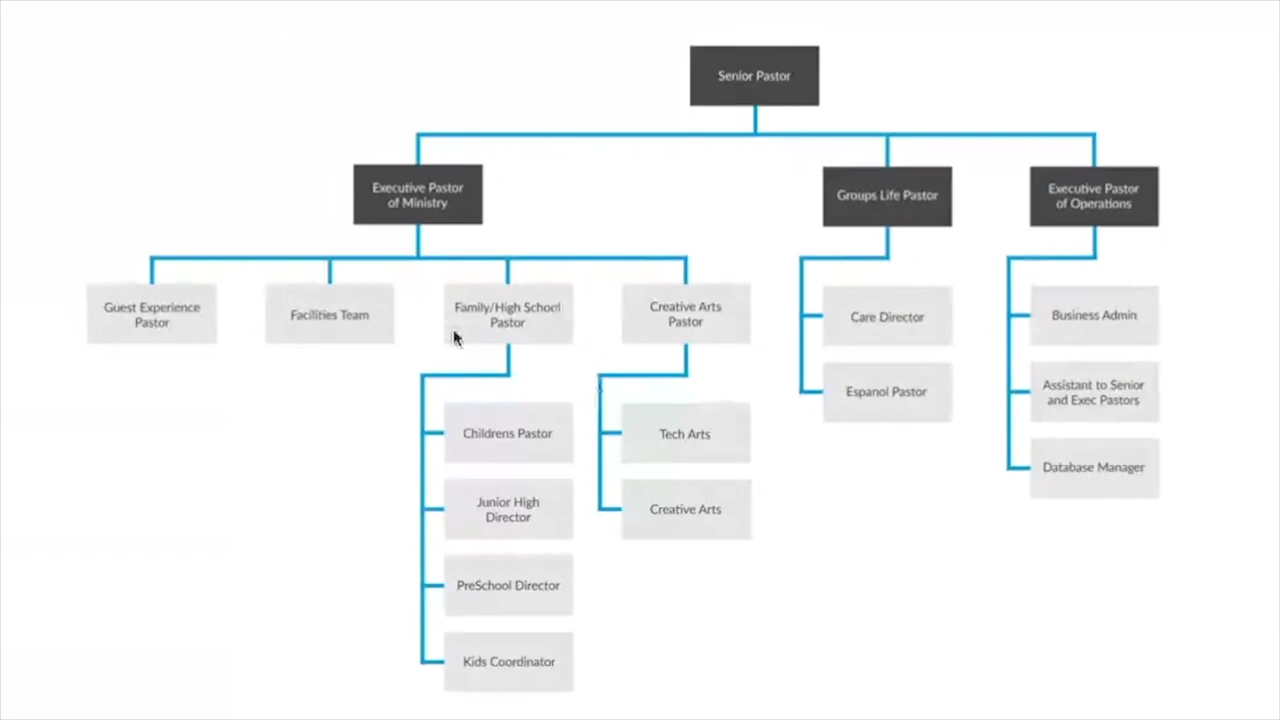 Senior Pastor
Executive Pastor
of Ministry
Groups Life Pastor
Executive Pastor
of Operations
Guest Experience
Pastor
Facilities Team
Family/High School
Pastor
Creative Arts
Pastor
Care Director
Business Admin
Espanol Pastor
Assistant to Senior
and Exec Pastors
Childrens Pastor
Tech Arts
Database Manager
Junior High
Director
Creative Arts
PreSchool Director
Kids Coordinator